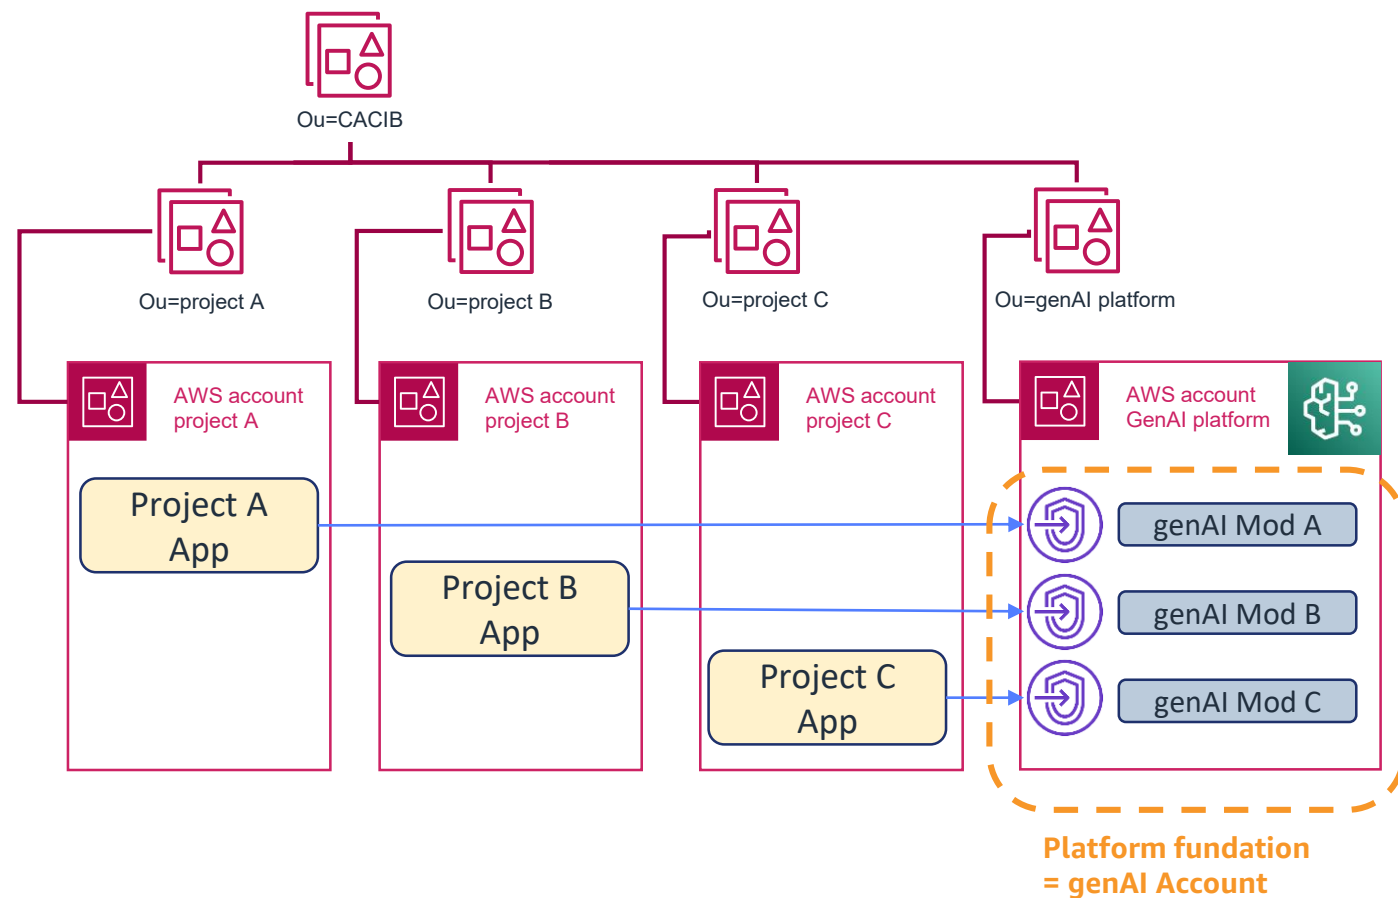 Ou=CACIB
Ou=project A
Ou=project B
Ou=project C
Ou=genAI platform
AWS account
project A
AWS account
project B
AWS account
project C
AWS account
GenAI platform
Project A
App
Project B
App
Project C
App
genAI Mod A
genAI Mod B
genAI Mod C
Platform fundation
= genAI Account